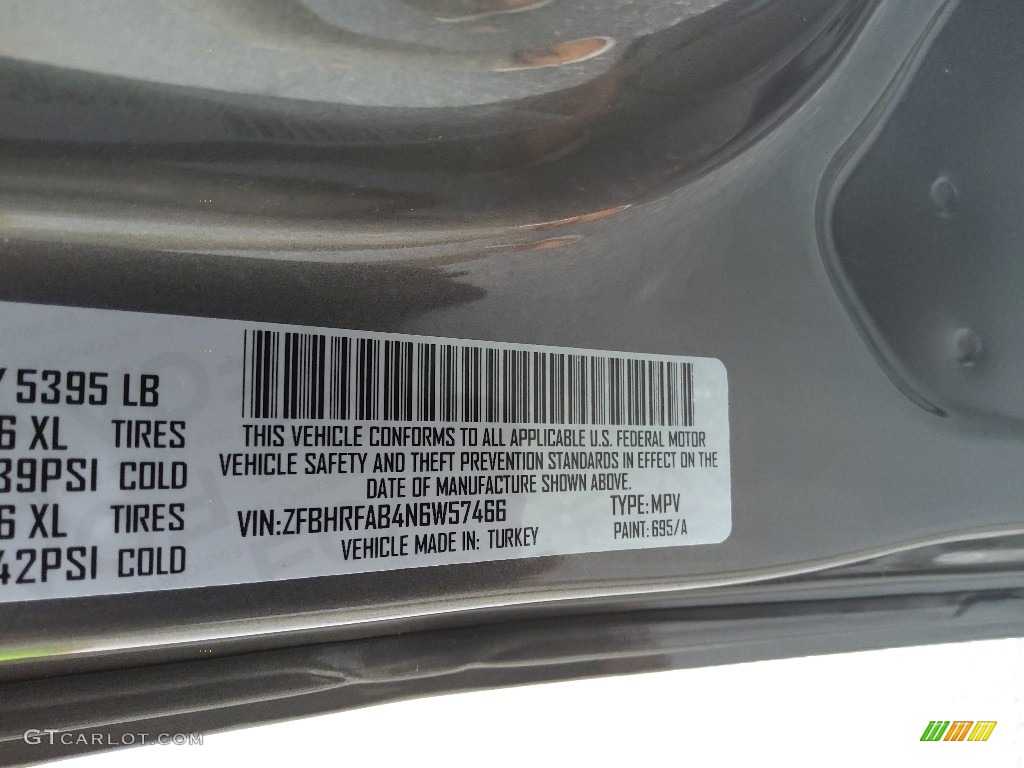 5395 LB
6 XL TIRES
39PSI COLD
6 XL TIRES
42PSI COLD
THIS VEHICLE CONFORMS TO ALL APPLICABLE U.S. FEDERAL MOTOR
VEHICLE SAFETY AND THEFT PREVENTION STANDARDS IN EFFECT ON THE
DATE OF MANUFACTURE SHOWN ABOVE.
VIN:ZFBHRFAB4N6W57466 TYPE:MPV
VEHICLE MADE IN: TURKEY PAINT:695/A
GTCARLOT.COM